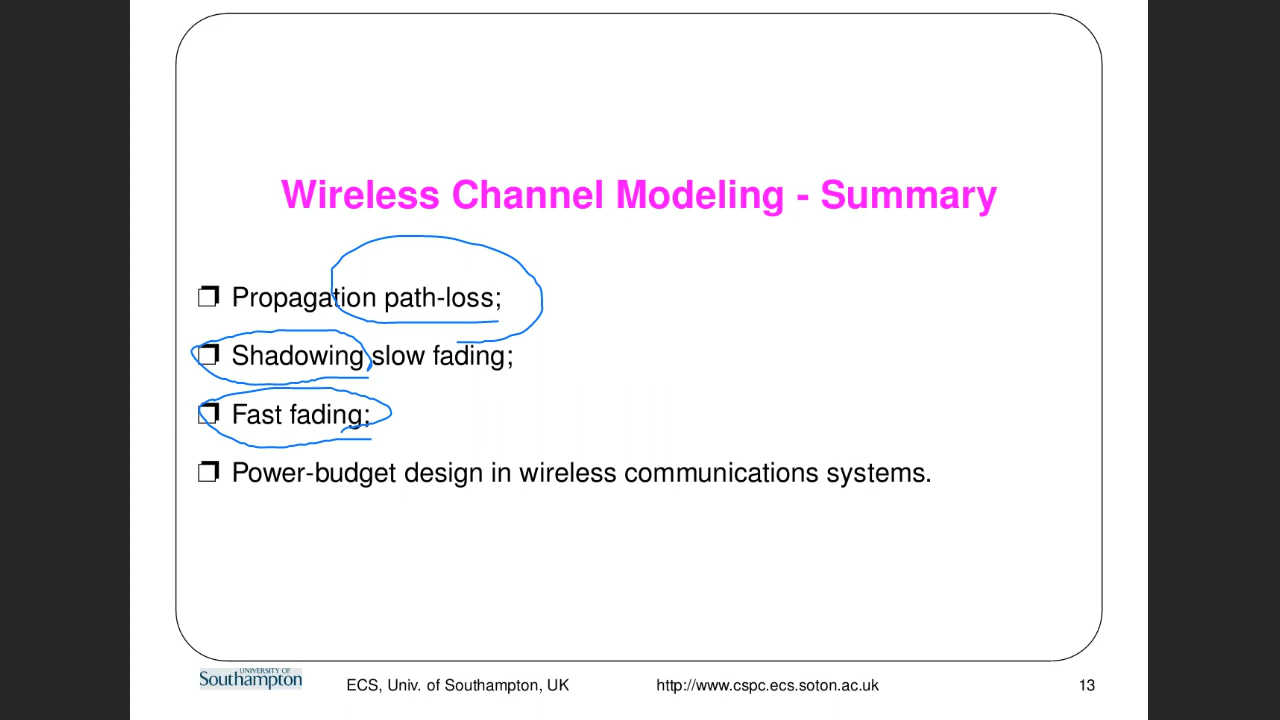 Wireless Channel Modeling - Summary
❐ Propagation path-loss;
❐ Shadowing slow fading;
❐ Fast fading;
❐ Power-budget design in wireless communications systems.
UNIVERSITY OF
Southampton
ECS, Univ. of Southampton, UK http://www.cspc.ecs.soton.ac.uk 13